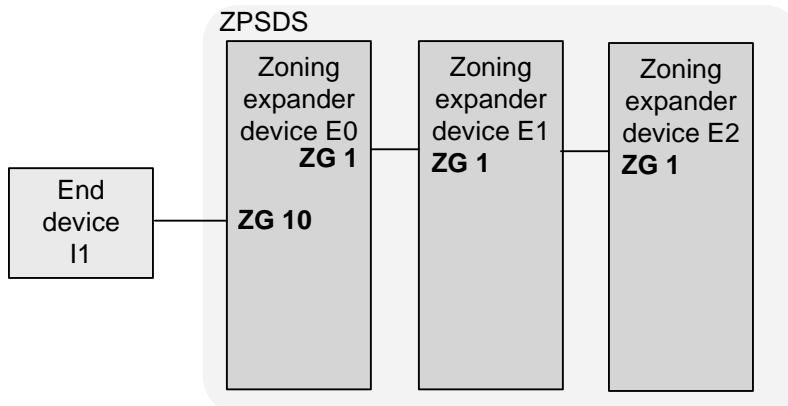 ZPSDS
Zoning
expander
device E0
ZG 1
ZG 10
Zoning
expander
device E1
ZG 1
Zoning
expander
device E2
ZG 1
End
device
I1